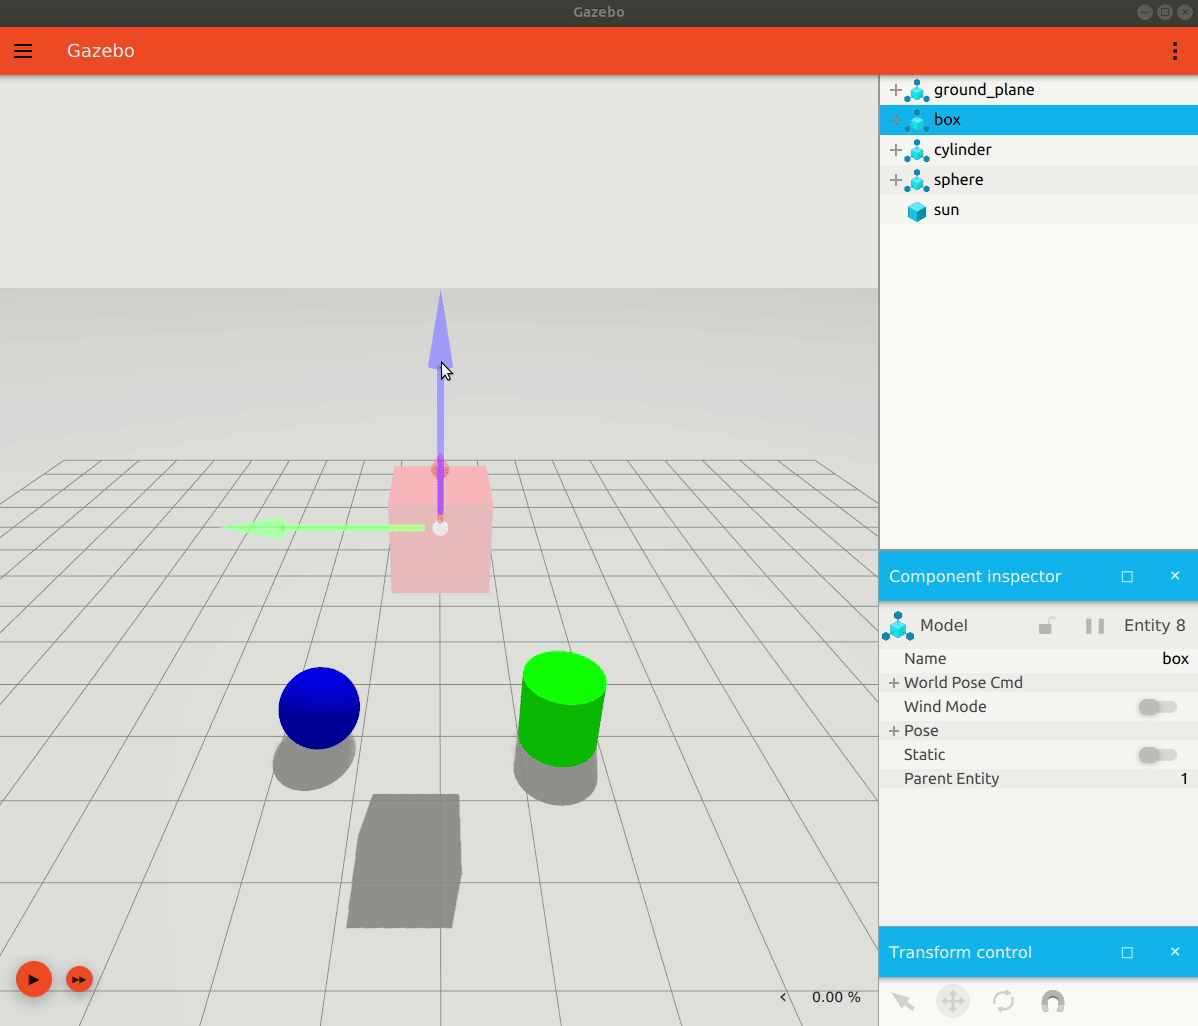 Gazebo
Gazebo
ground_plane
box
cylinder
sphere
sun
Component inspector
Model Entity 8
Name box
World Pose Cmd
Wind Mode
Pose
Static
Parent Entity 1
Transform control
< 0.00 %